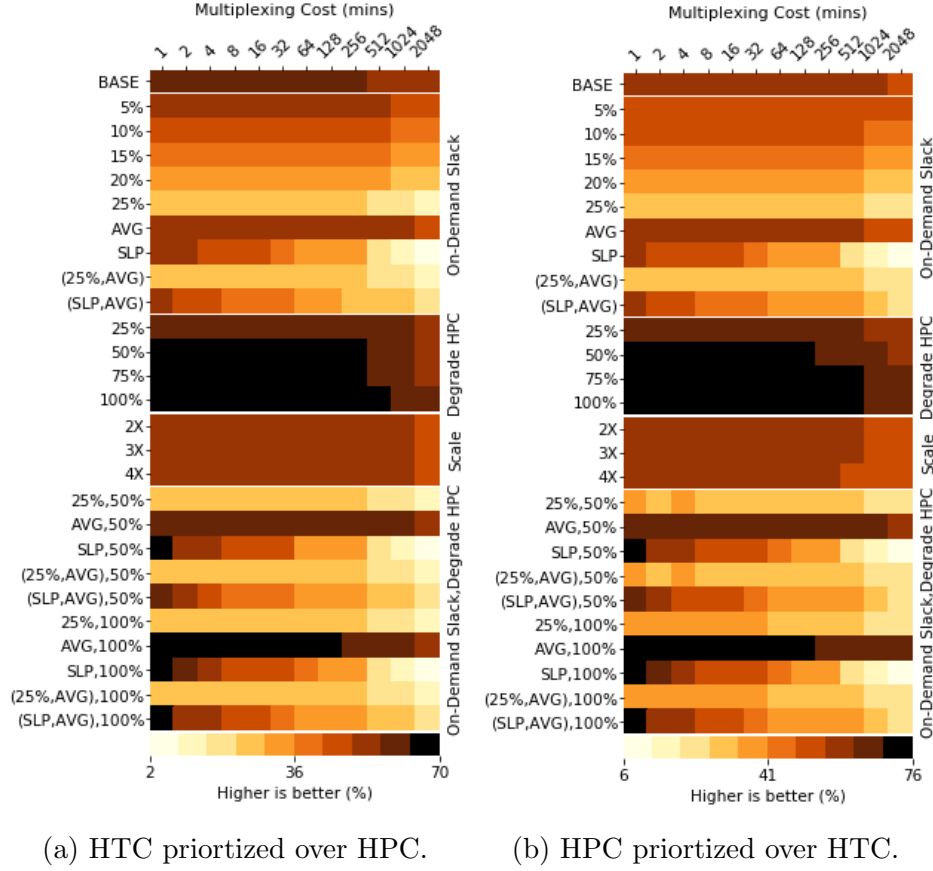 Multiplexing Cost (mins)
1 2 4 8 16 32 64 128 256 512 1024 2048
BASE
5%
10%
15%
20%
25%
AVG
SLP
(25%,AVG)
(SLP,AVG)
25%
50%
75%
100%
2X
3X
4X
25%,50%
AVG,50%
SLP,50%
(25%,AVG),50%
(SLP,AVG),50%
25%,100%
AVG,100%
SLP,100%
(25%,AVG),100%
(SLP,AVG),100%
On-Demand Slack
Degrade HPC
Scale
On-Demand Slack,Degrade HPC
2 36 70
Higher is better (%)
(a) HTC priortized over HPC.
Multiplexing Cost (mins)
1 2 4 8 16 32 64 128 256 512 1024 2048
BASE
5%
10%
15%
20%
25%
AVG
SLP
(25%,AVG)
(SLP,AVG)
25%
50%
75%
100%
2X
3X
4X
25%,50%
AVG,50%
SLP,50%
(25%,AVG),50%
(SLP,AVG),50%
25%,100%
AVG,100%
SLP,100%
(25%,AVG),100%
(SLP,AVG),100%
On-Demand Slack
Degrade HPC
Scale
On-Demand Slack,Degrade HPC
6 41 76
Higher is better (%)
(b) HPC priortized over HTC.